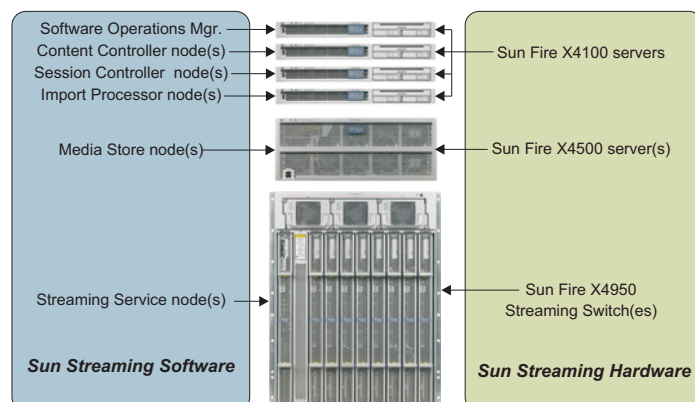 Software Operations Mgr.
Content Controller node(s)
Session Controller node(s)
Import Processor node(s)
Media Store node(s)
Streaming Service node(s)
Sun Streaming Software
Sun Fire X4100 servers
Sun Fire X4500 server(s)
Sun Fire X4950
Streaming Switch(es)
Sun Streaming Hardware